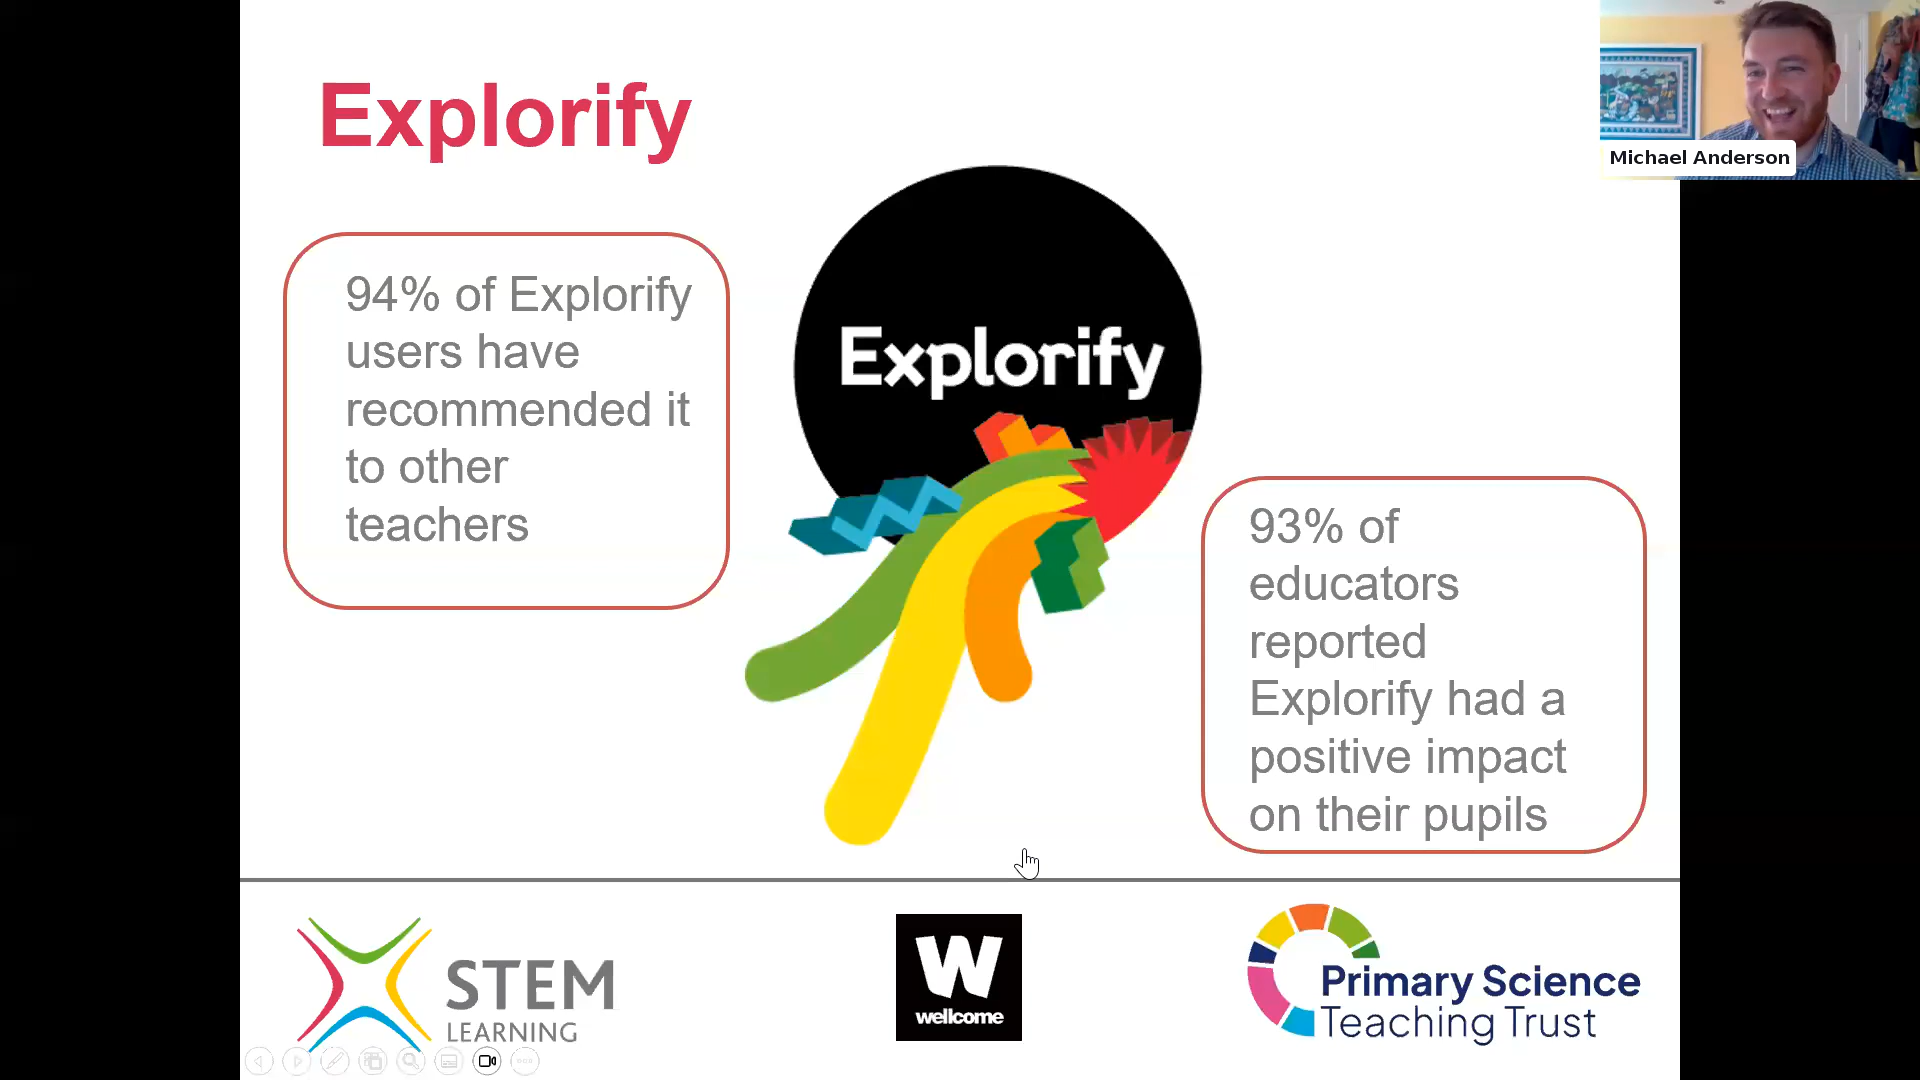 Explorify
Michael Anderson
94% of Explorify
users have
recommended it
to other
teachers
Explorify
93% of
educators
reported
Explorify had a
positive impact
on their pupils
STEM
LEARNING
W
wellcome
Primary Science
Teaching Trust